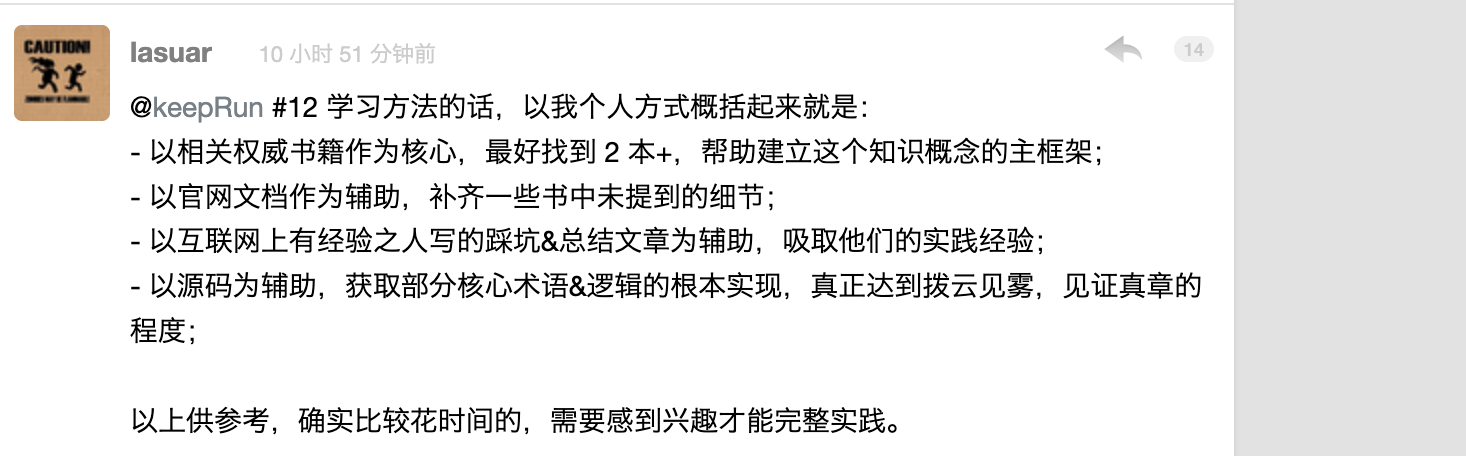 CAUTION!
lasuar 10 小时 51 分钟前 14
@keepRun #12 学习方法的话，以我个人方式概括起来就是：
- 以相关权威书籍作为核心，最好找到 2 本+，帮助建立这个知识概念的主框架；
- 以官网文档作为辅助，补齐一些书中未提到的细节；
- 以互联网上有经验之人写的踩坑&总结文章为辅助，吸取他们的实践经验；
- 以源码为辅助，获取部分核心术语&逻辑的根本实现，真正达到拨云见雾，见证真章的
程度；
以上供参考，确实比较花时间的，需要感到兴趣才能完整实践。